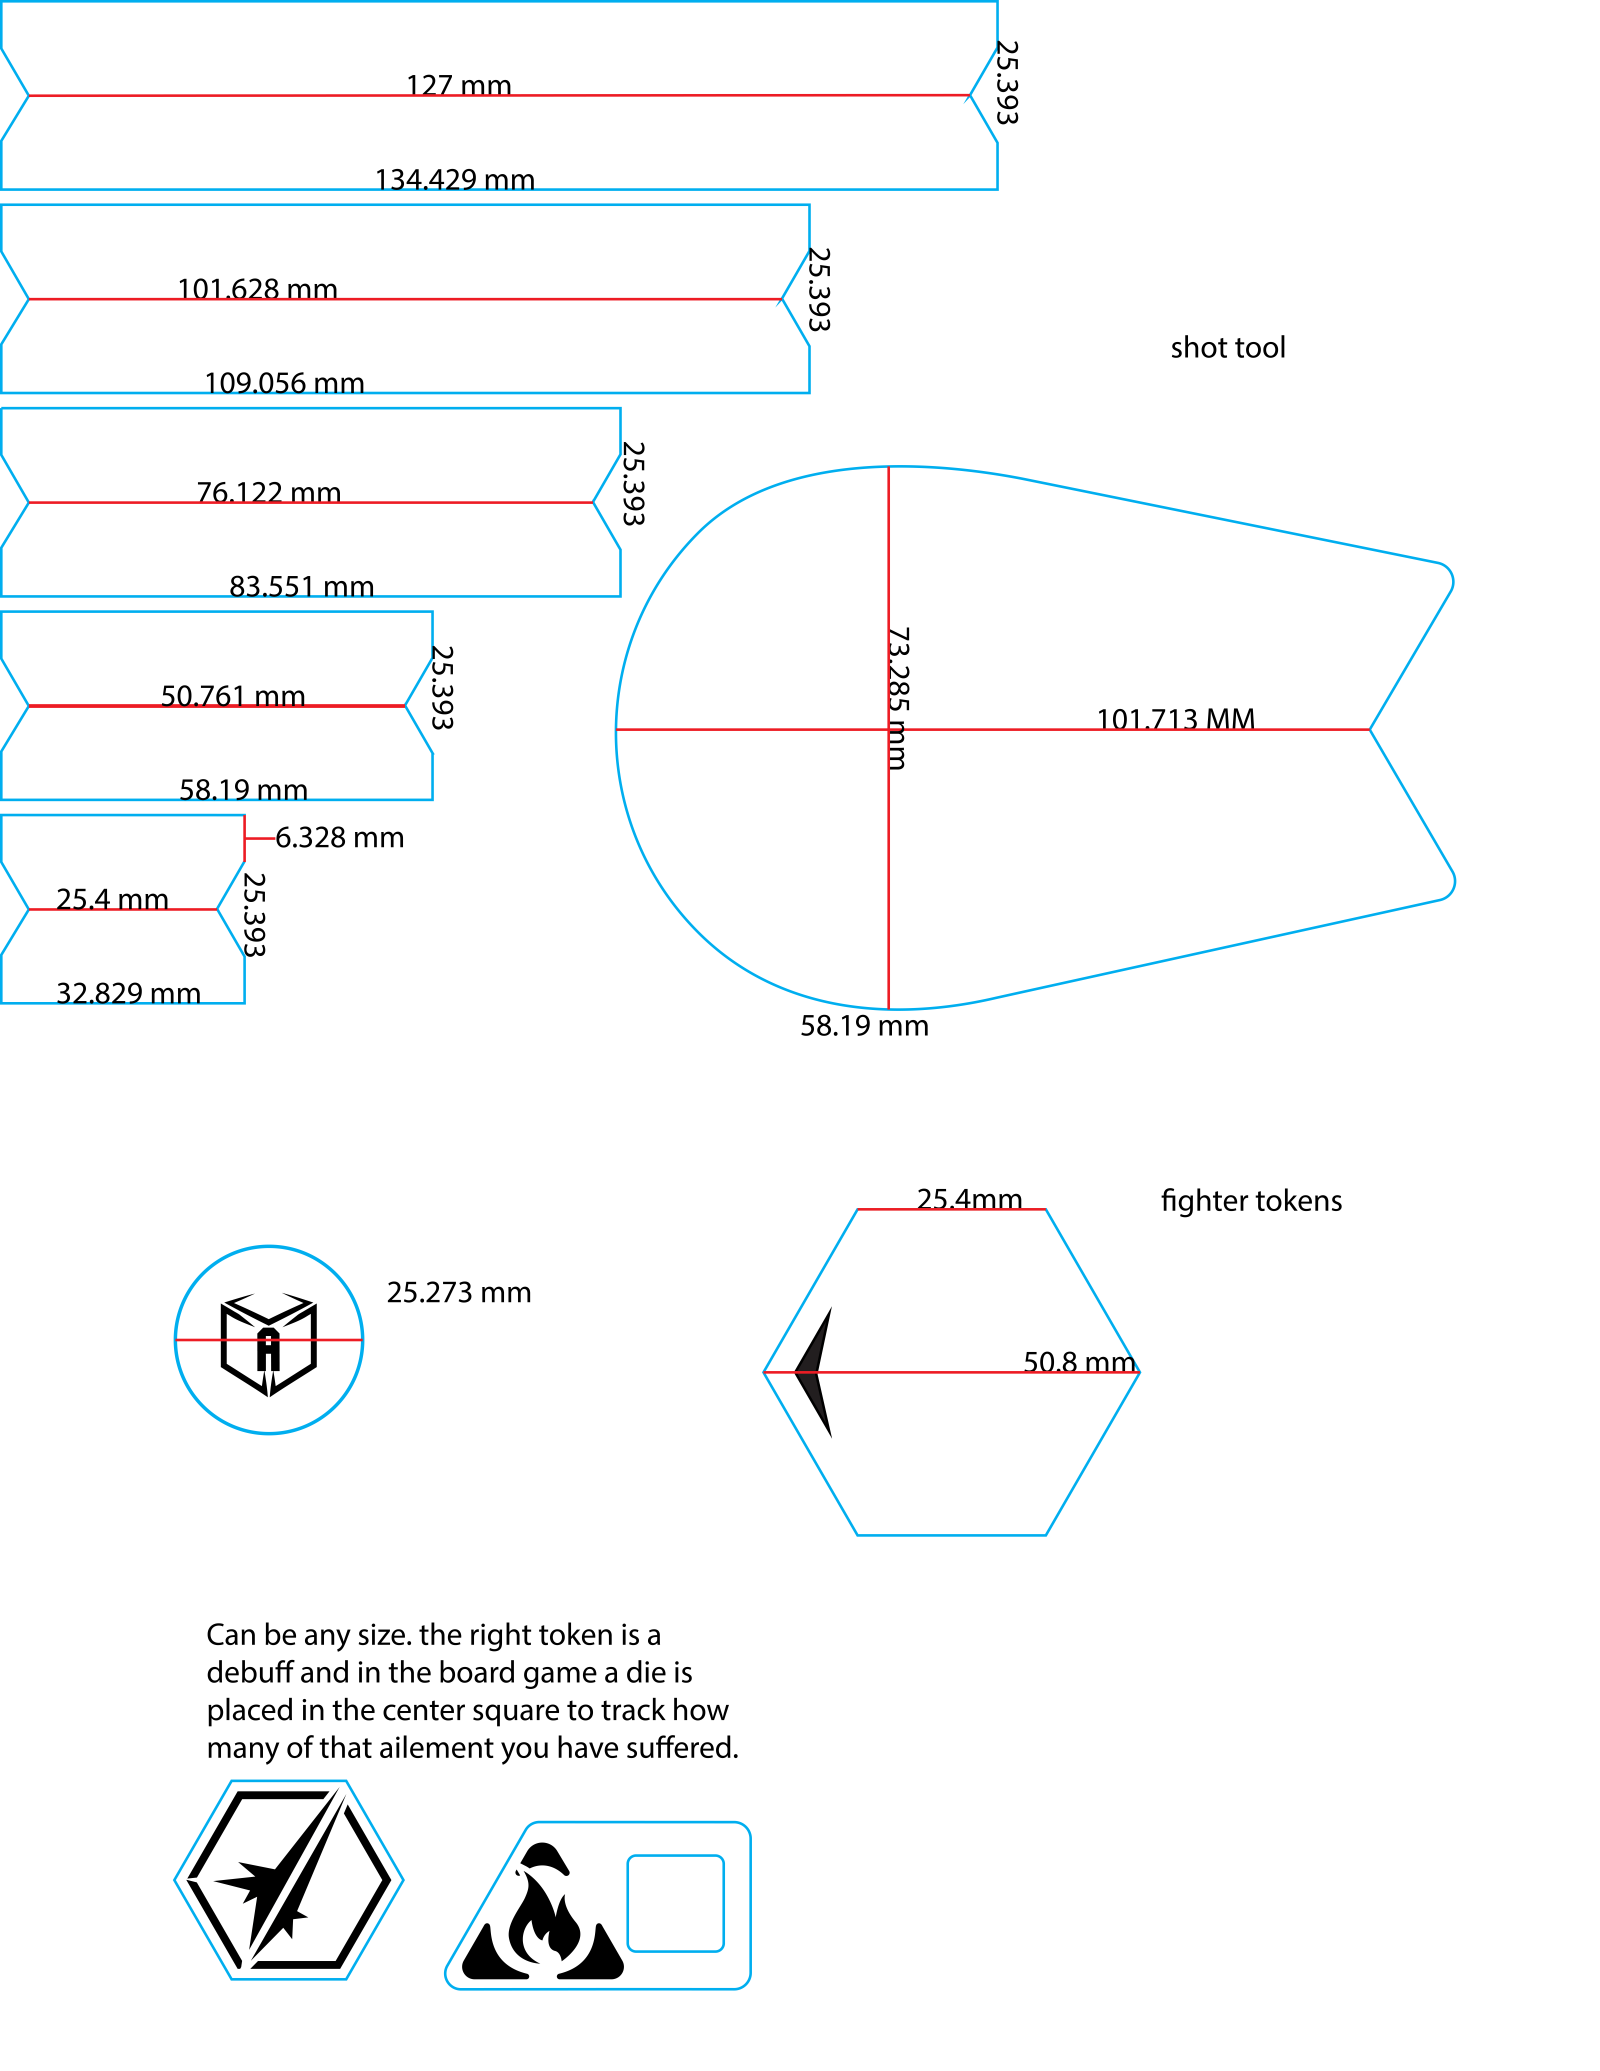 127 mm
25.393
134.429 mm
101.628 mm
25.393
109.056 mm
shot tool
76.122 mm
25.393
83.551 mm
73.285 mm
101.713 MM
50.761 mm
25.393
58.19 mm
6.328 mm
25.4 mm
25.393
32.829 mm
58.19 mm
25.4mm
fighter tokens
25.273 mm
A
50.8 mm
Can be any size. the right token is a
debuff and in the board game a die is
placed in the center square to track how
many of that ailement you have suffered.